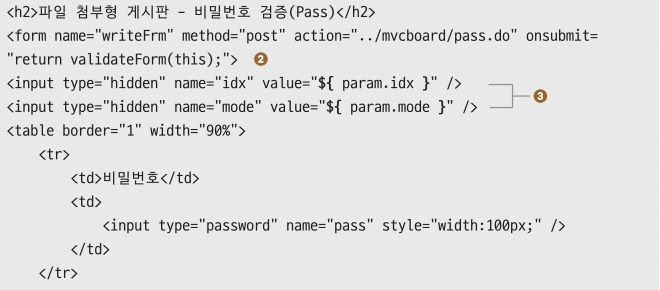 <h2>파일 첨부형 게시판 - 비밀번호 검증(Pass)</h2>
<form name="writeFrm" method="post" action="../mvcboard/pass.do" onsubmit=
"return validateForm(this);"> ❷
<input type="hidden" name="idx" value="${ param.idx }" />
<input type="hidden" name="mode" value="${ param.mode }" /> ❸
<table border="1" width="90%">
    <tr>
        <td>비밀번호</td>
        <td>
            <input type="password" name="pass" style="width:100px;" />
        </td>
    </tr>